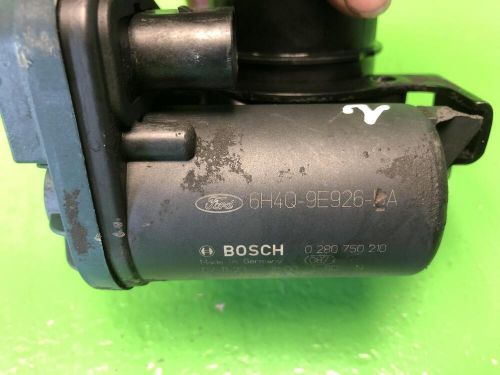 Ford 6H4Q-9E926-
BOSCH 0 280 750 210
Made in Germany